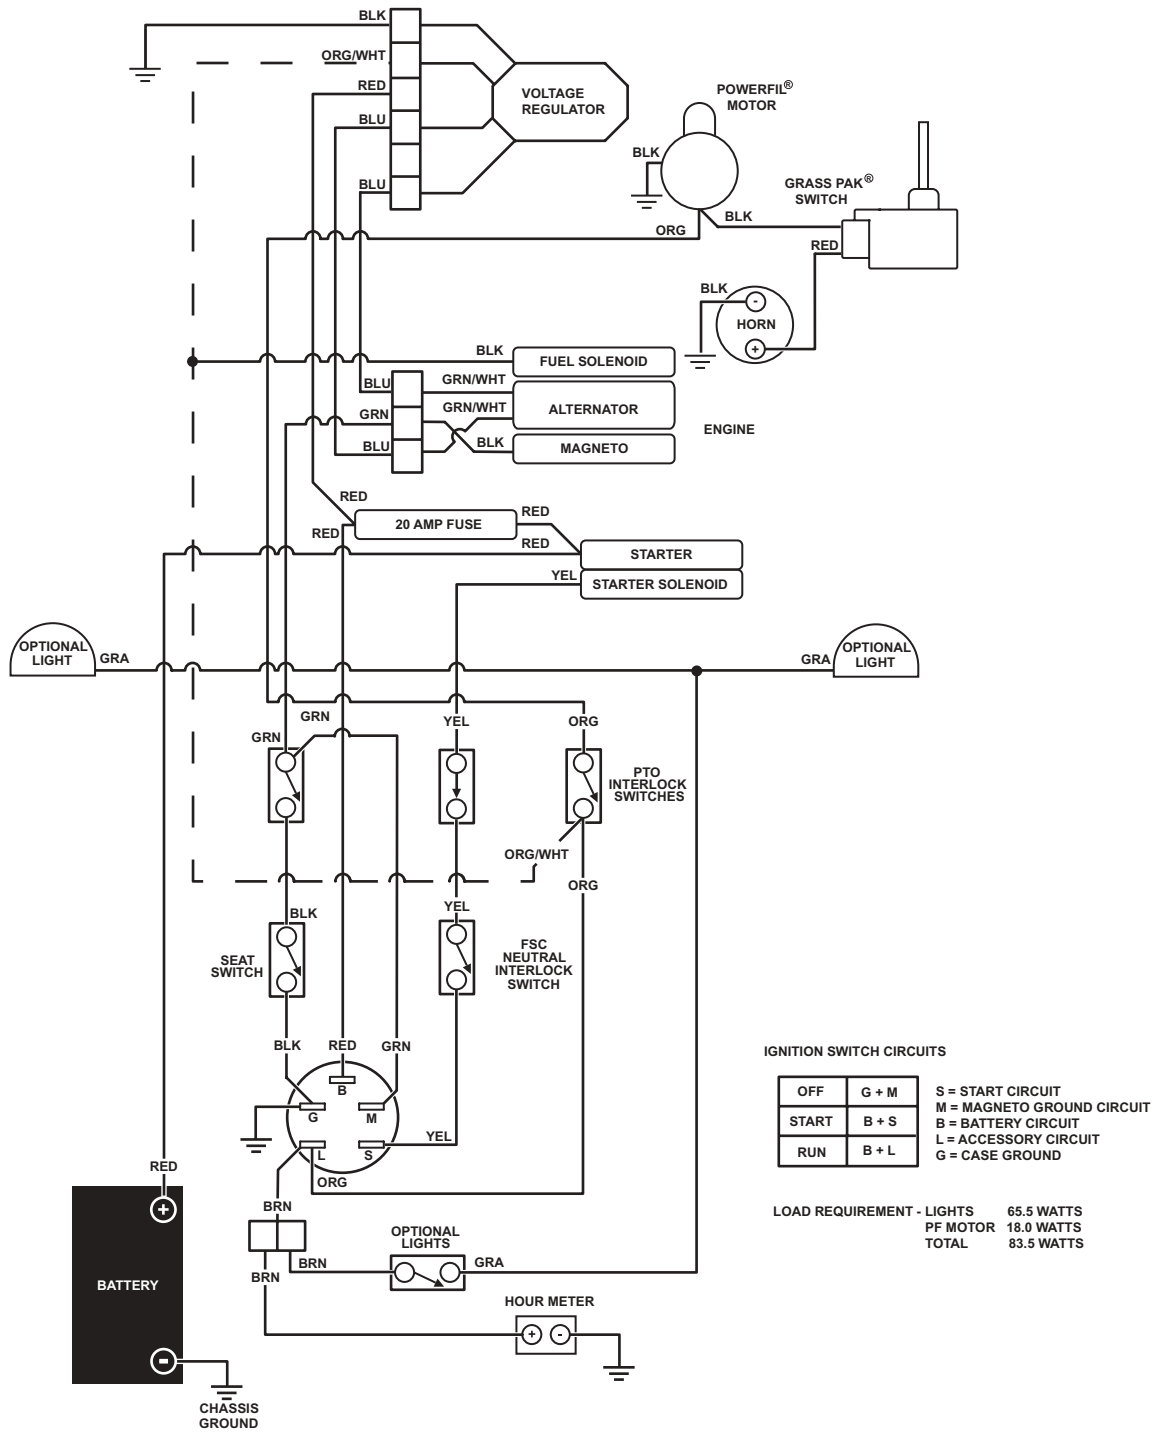 BLK
ORG/WHT
RED
BLU
BLU
VOLTAGE
REGULATOR
POWERFIL®
MOTOR
BLK
GRASS PAK®
SWITCH
BLK
ORG
RED
BLK
-
HORN
+
BLK
FUEL SOLENOID
BLU
GRN/WHT
GRN
GRN/WHT
ALTERNATOR
BLU
BLK
MAGNETO
ENGINE
RED
RED
20 AMP FUSE
RED
RED
STARTER
YEL
STARTER SOLENOID
OPTIONAL
LIGHT
GRA
GRA
OPTIONAL
LIGHT
GRN
GRN
YEL
ORG
PTO
INTERLOCK
SWITCHES
ORG/WHT
ORG
BLK
YEL
SEAT
SWITCH
FSC
NEUTRAL
INTERLOCK
SWITCH
BLK
RED
GRN
B
G
M
L
S
YEL
ORG
BRN
IGNITION SWITCH CIRCUITS
OFF G + M
START B + S
RUN B + L
S = START CIRCUIT
M = MAGNETO GROUND CIRCUIT
B = BATTERY CIRCUIT
L = ACCESSORY CIRCUIT
G = CASE GROUND
LOAD REQUIREMENT - LIGHTS 65.5 WATTS
PF MOTOR 18.0 WATTS
TOTAL 83.5 WATTS
RED
+
BATTERY
-
CHASSIS
GROUND
BRN
BRN
OPTIONAL
LIGHTS
GRA
HOUR METER
+ -